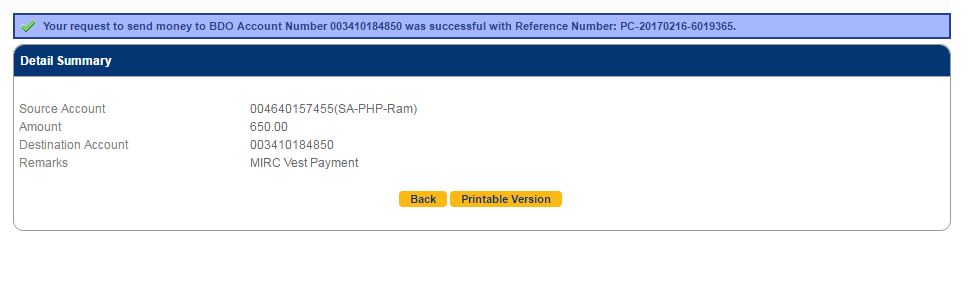 Your request to send money to BDO Account Number 003410184850 was successful with Reference Number: PC-20170216-6019365.
Detail Summary
Source Account 004640157455(SA-PHP-Ram)
Amount 650.00
Destination Account 003410184850
Remarks MIRC Vest Payment
Back Printable Version